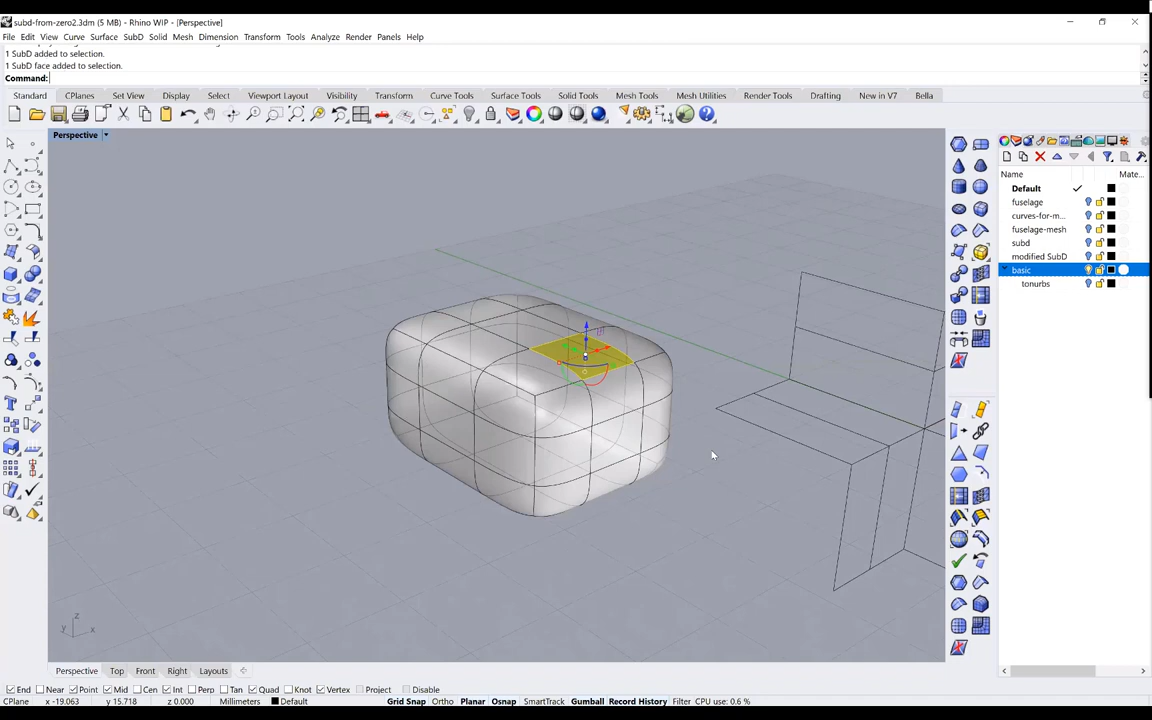 subd-from-zero2.3dm (5 MB) - Rhino WIP - [Perspective]
File Edit View Curve Surface SubD Solid Mesh Dimension Transform Tools Analyze Render Panels Help
1 SubD added to selection.
1 SubD face added to selection.
Command:
Standard CPlanes Set View Display Select Viewport Layout Visibility Transform Curve Tools Surface Tools Solid Tools Mesh Tools Mesh Utilities Render Tools Drafting New in V7 Bella
Perspective
Name Mate...
Default
fuselage
curves-for-m...
fuselage-mesh
subd
modified SubD
basic
tonurbs
z
y x
Perspective Top Front Right Layouts
End Near Point Mid Cen Int Perp Tan Quad Knot Vertex Project Disable
CPlane x -19.063 y 15.718 z 0.000 Millimeters Default Grid Snap Ortho Planar Osnap SmartTrack Gumball Record History Filter CPU use: 0.6 %